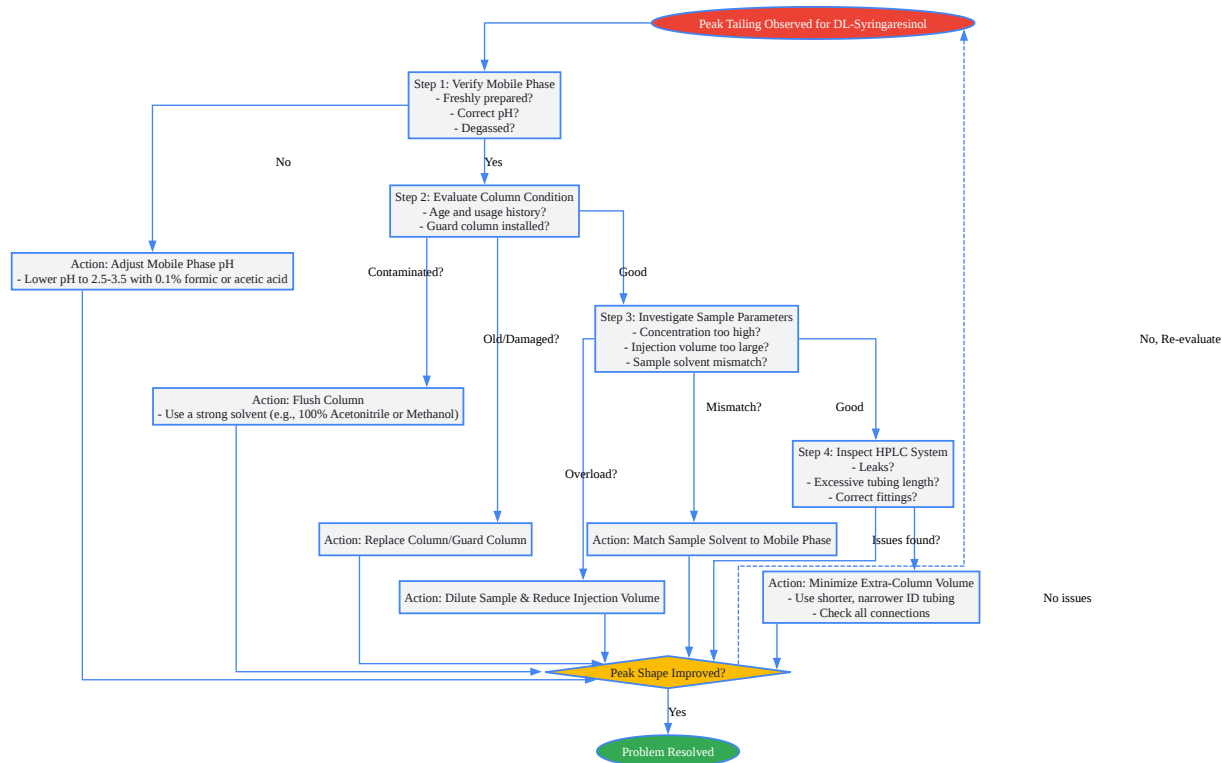 Peak Tailing Observed for DL-Syringaresinol
Step 1: Verify Mobile Phase
- Freshly prepared?
- Correct pH?
- Degassed?
No
Yes
Step 2: Evaluate Column Condition
- Age and usage history?
- Guard column installed?
Action: Adjust Mobile Phase pH
- Lower pH to 2.5-3.5 with 0.1% formic or acetic acid
Contaminated?
Good
Old/Damaged?
Step 3: Investigate Sample Parameters
- Concentration too high?
- Injection volume too large?
- Sample solvent mismatch?
No, Re-evaluate
Action: Flush Column
- Use a strong solvent (e.g., 100% Acetonitrile or Methanol)
Mismatch?
Good
Step 4: Inspect HPLC System
- Leaks?
- Excessive tubing length?
- Correct fittings?
Overload?
Action: Replace Column/Guard Column
Action: Match Sample Solvent to Mobile Phase
Issues found?
Action: Dilute Sample & Reduce Injection Volume
Action: Minimize Extra-Column Volume
- Use shorter, narrower ID tubing
- Check all connections
No issues
Peak Shape Improved?
Yes
Problem Resolved